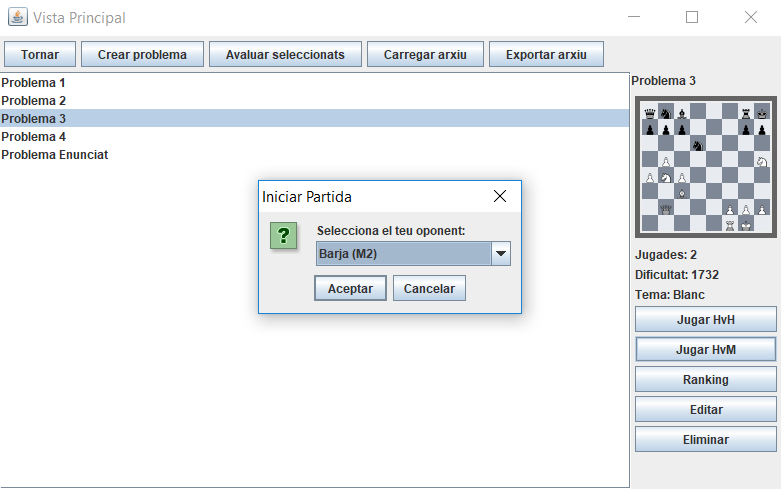 Vista Principal
Tornar
Crear problema
Avaluar seleccionats
Carregar arxiu
Exportar arxiu
Problema 1
Problema 2
Problema 3
Problema 4
Problema Enunciat
Iniciar Partida
?
Selecciona el teu oponent:
Barja (M2)
Aceptar
Cancelar
Problema 3
Jugades: 2
Dificultat: 1732
Tema: Blanc
Jugar HvH
Jugar HvM
Ranking
Editar
Eliminar